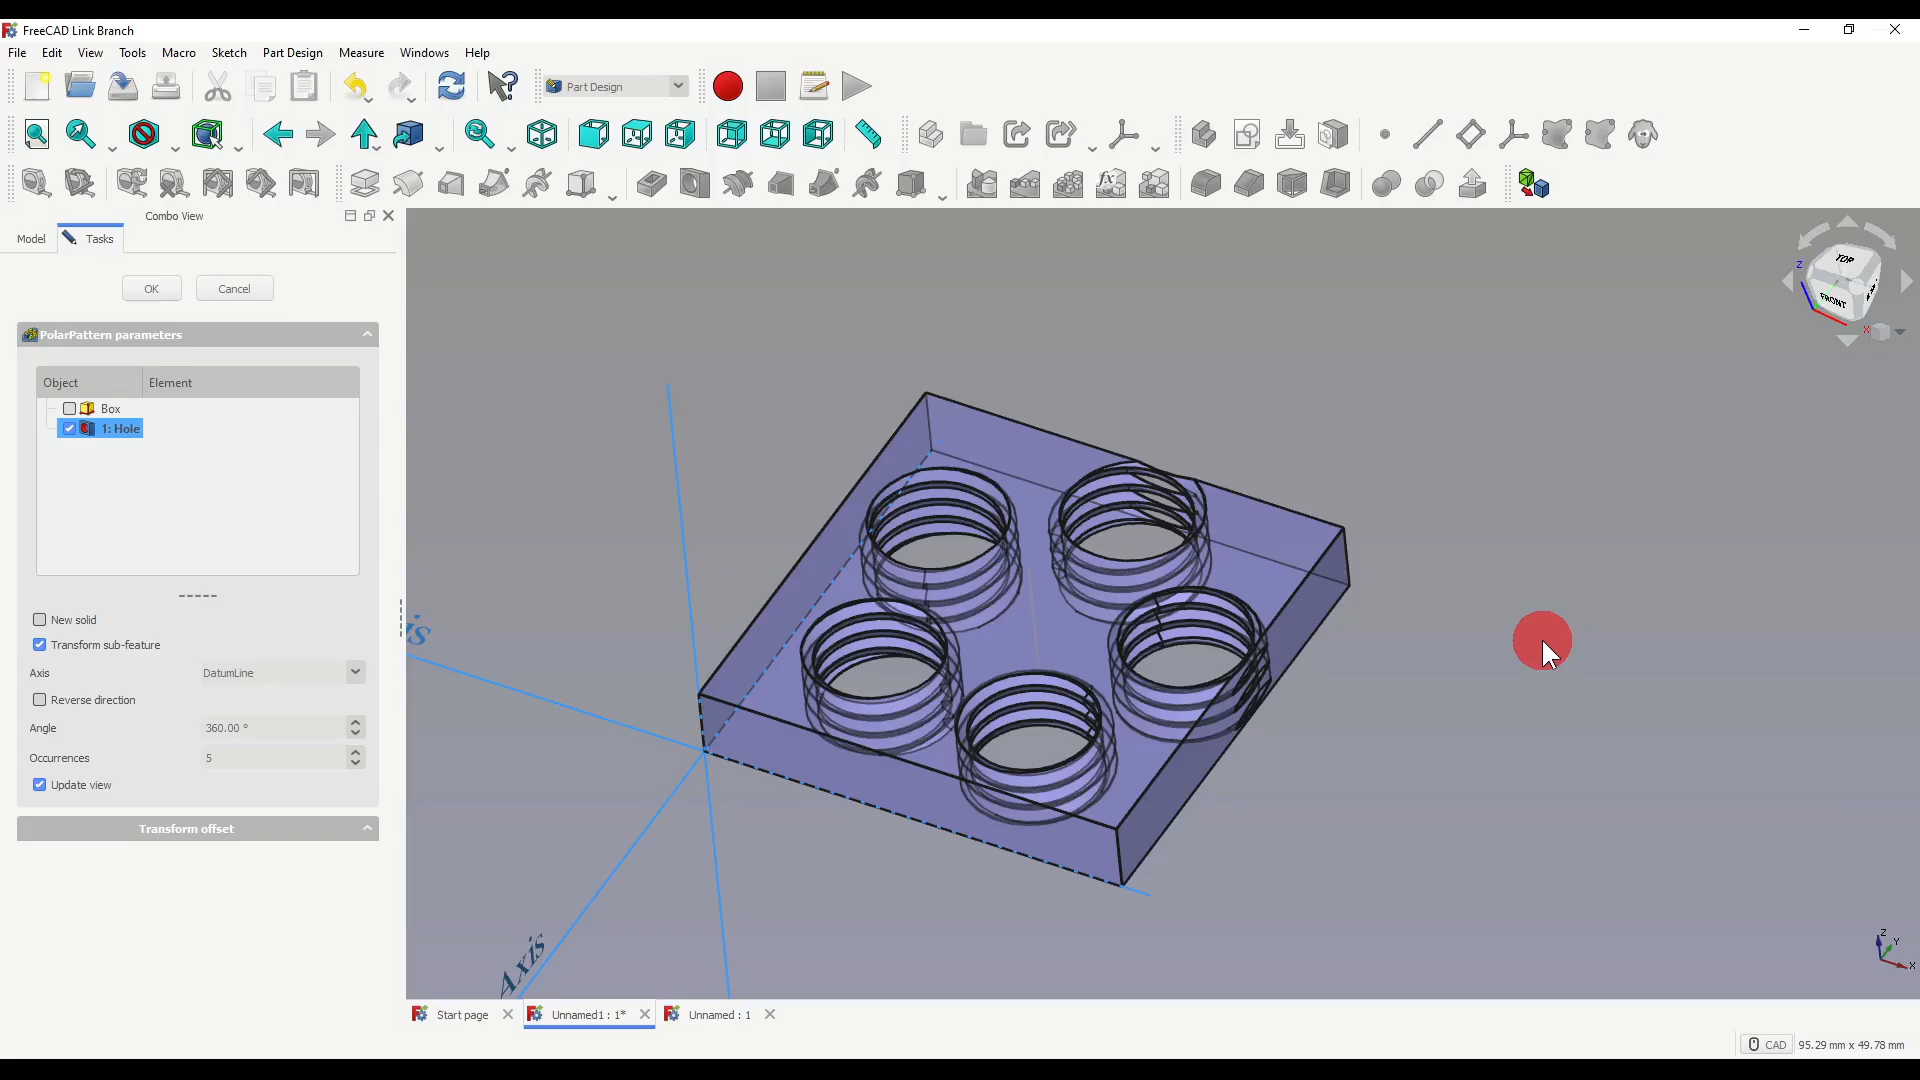 FreeCAD Link Branch
File Edit View Tools Macro Sketch Part Design Measure Windows Help
Part Design
Combo View
Model Tasks
OK Cancel
PolarPattern parameters
Object Element
Box
1: Hole
New solid
Transform sub-feature
Axis DatumLine
Reverse direction
Angle 360.00 °
Occurrences 5
Update view
Transform offset
TOP
FRONT
Z
X
Axis
Z
Y
X
Start page Unnamed1 : 1* Unnamed : 1
CAD 95.29 mm x 49.78 mm